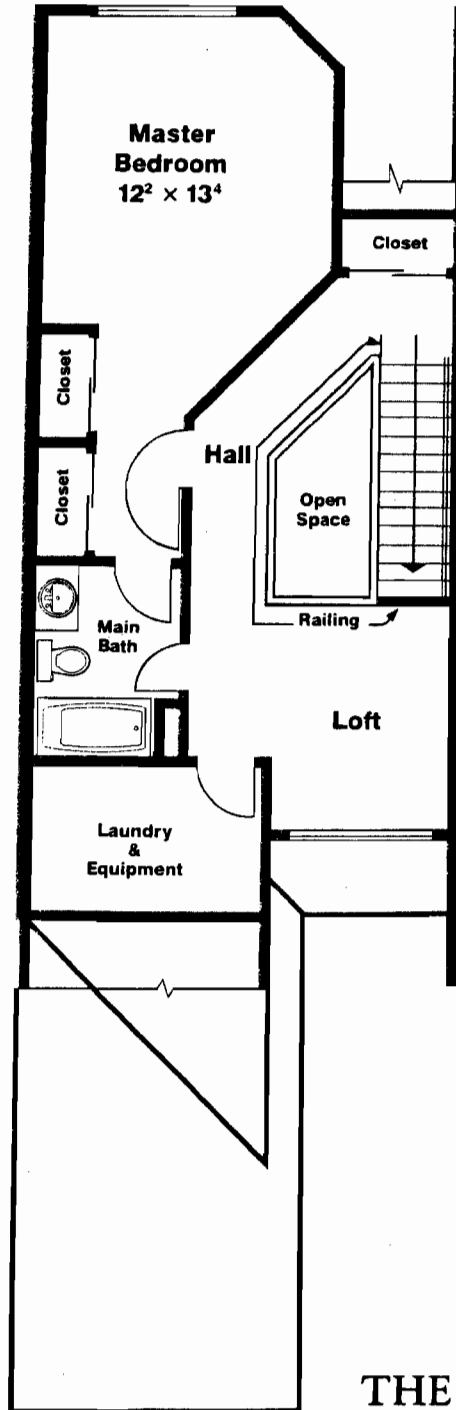 Master
Bedroom
12² × 13⁴
Closet
Closet
Hall
Closet
Open
Space
Main
Bath
Railing
Loft
Laundry
&
Equipment
THE